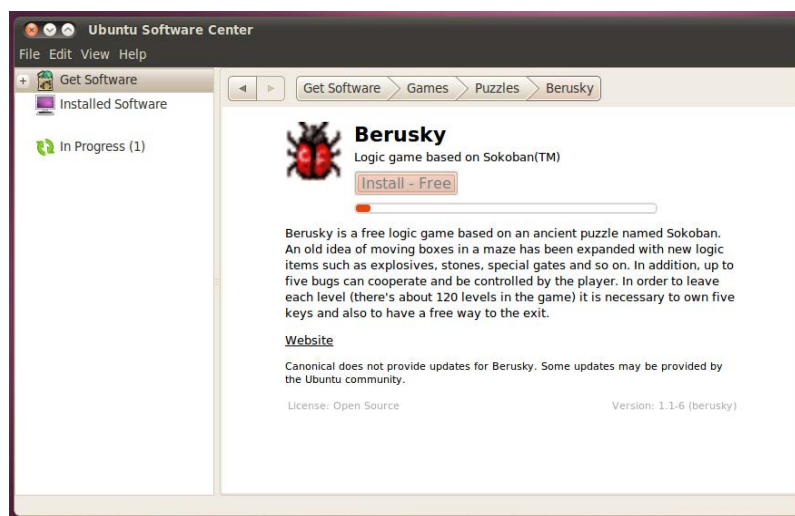 Ubuntu Software Center
File Edit View Help
Get Software
Installed Software
In Progress (1)
Get Software Games Puzzles Berusky
Berusky
Logic game based on Sokoban(TM)
Install - Free
Berusky is a free logic game based on an ancient puzzle named Sokoban.
An old idea of moving boxes in a maze has been expanded with new logic
items such as explosives, stones, special gates and so on. In addition, up to
five bugs can cooperate and be controlled by the player. In order to leave
each level (there's about 120 levels in the game) it is necessary to own five
keys and also to have a free way to the exit.
Website
Canonical does not provide updates for Berusky. Some updates may be provided by
the Ubuntu community.
License: Open Source Version: 1.1-6 (berusky)